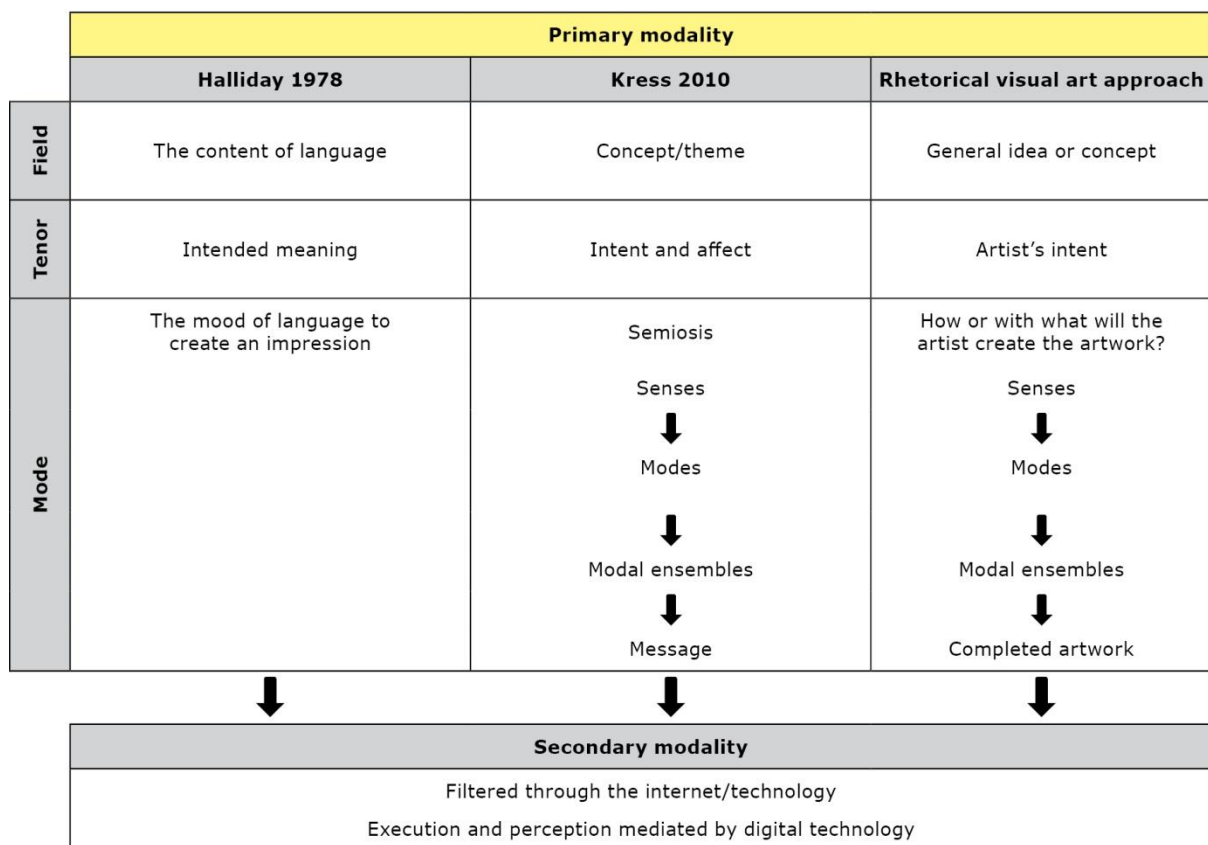 Primary modality
Halliday 1978
Kress 2010
Rhetorical visual art approach
Field
The content of language
Concept/theme
General idea or concept
Tenor
Intended meaning
Intent and affect
Artist's intent
Mode
The mood of language to
create an impression
Semiosis
Senses
Modes
Modal ensembles
Message
How or with what will the
artist create the artwork?
Senses
Modes
Modal ensembles
Completed artwork
Secondary modality
Filtered through the internet/technology
Execution and perception mediated by digital technology